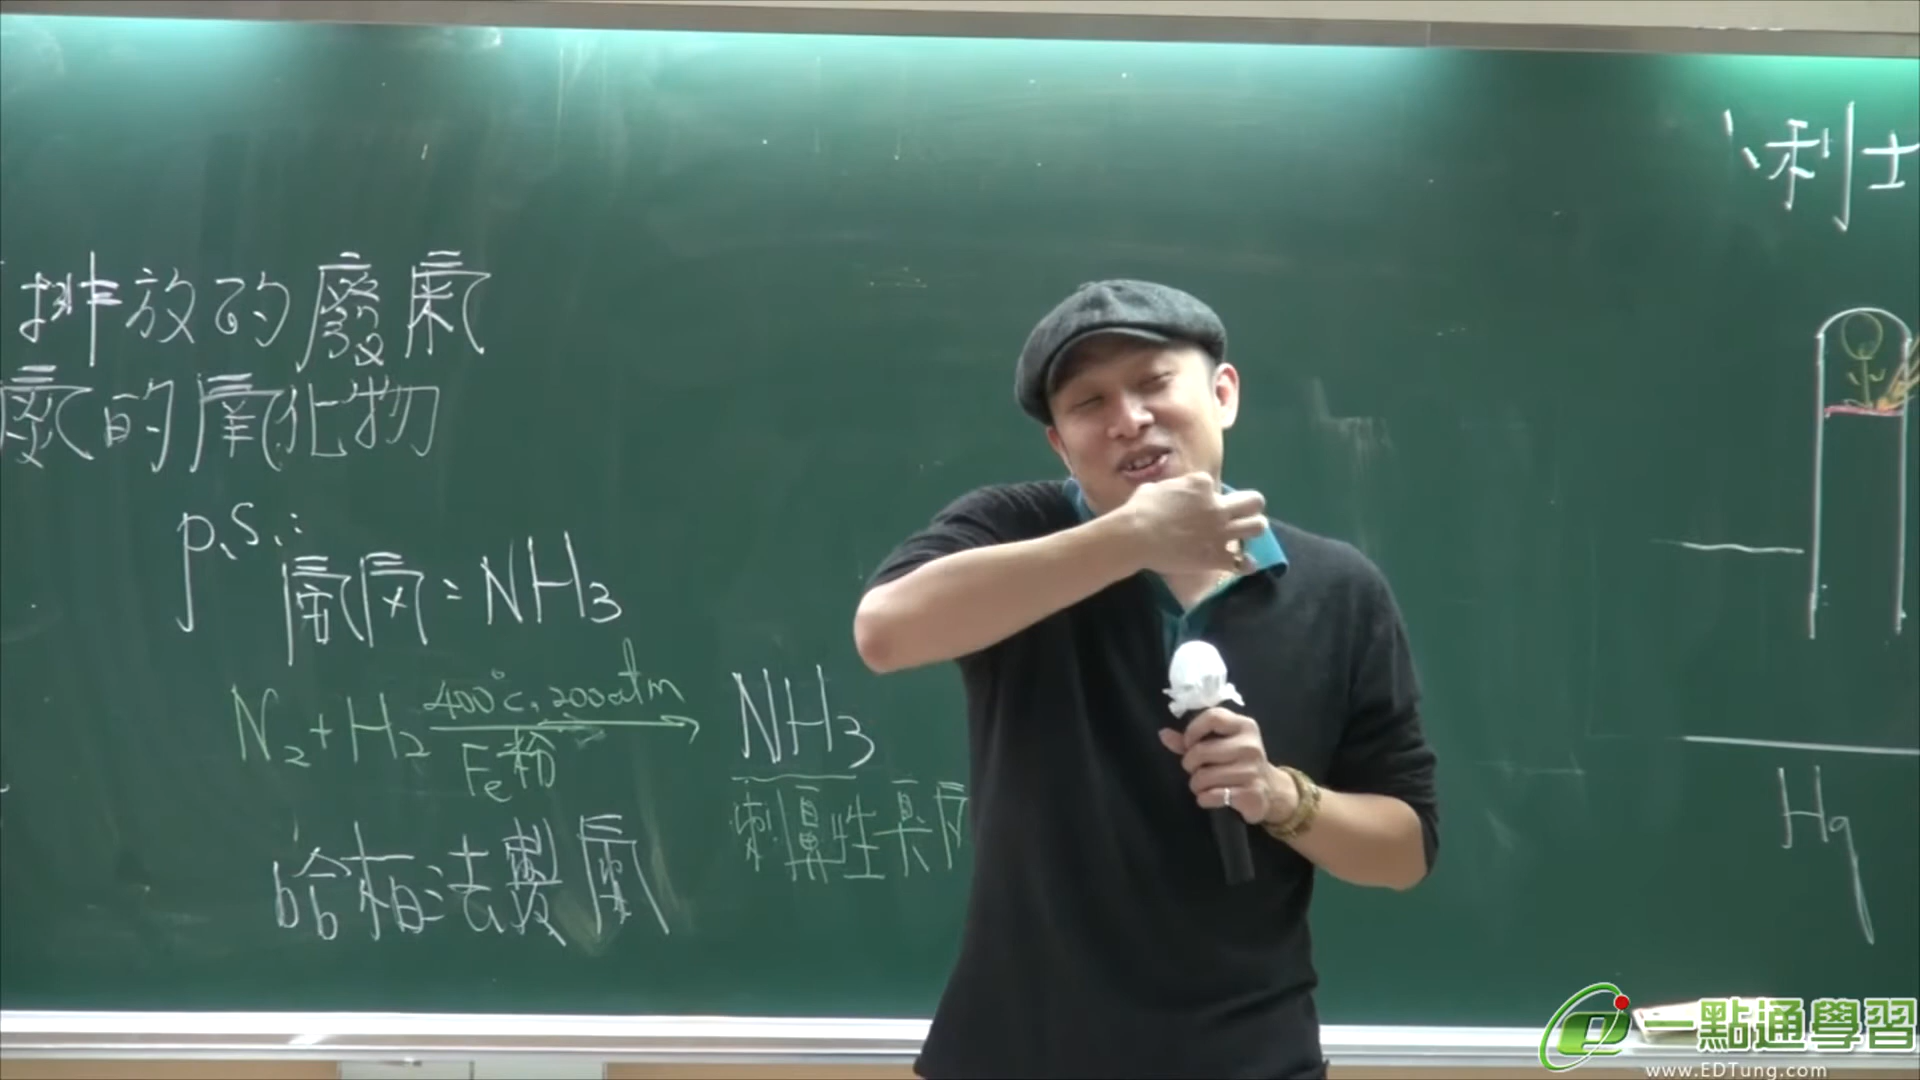 排放的廢氣
氮的氧化物
p.s.:
氨氣 = NH3
N2 + H2 400°C, 200atm NH3
Fe粉
刺鼻性臭
哈柏法製氨
利士
Hg
一點通學習
www.EDTung.com